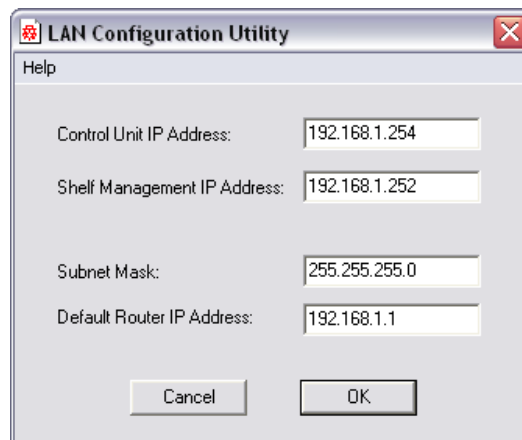 LAN Configuration Utility
Help
Control Unit IP Address: 192.168.1.254
Shelf Management IP Address: 192.168.1.252
Subnet Mask: 255.255.255.0
Default Router IP Address: 192.168.1.1
Cancel OK